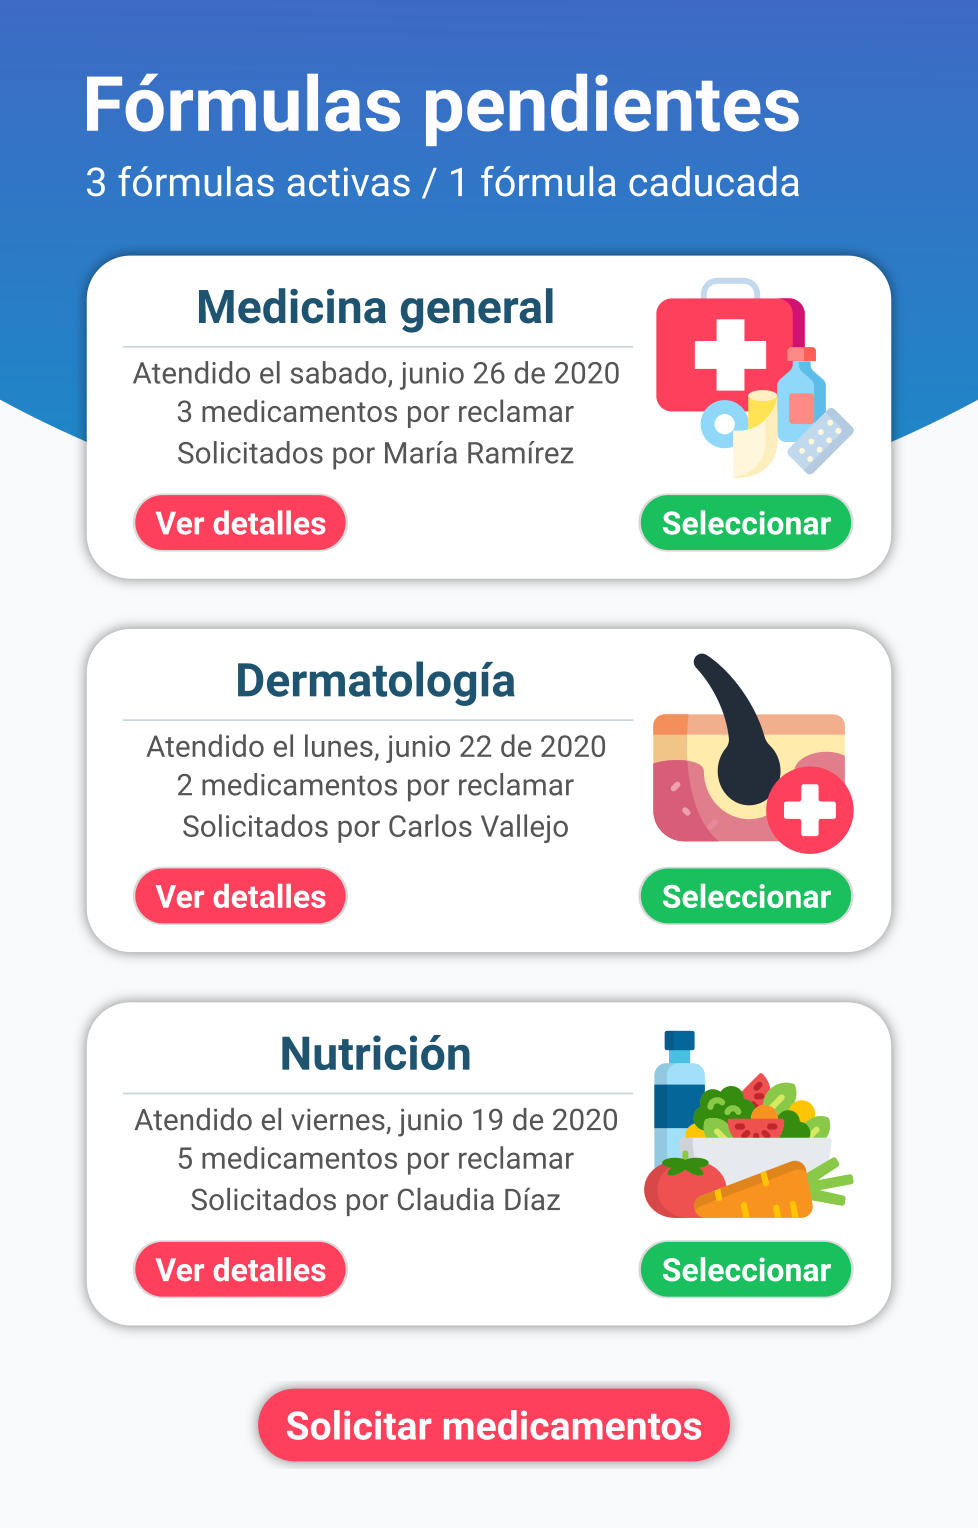 Fórmulas pendientes
3 fórmulas activas / 1 fórmula caducada
Medicina general
Atendido el sabado, junio 26 de 2020
3 medicamentos por reclamar
Solicitados por María Ramírez
Ver detalles
Seleccionar
Dermatología
Atendido el lunes, junio 22 de 2020
2 medicamentos por reclamar
Solicitados por Carlos Vallejo
Ver detalles
Seleccionar
Nutrición
Atendido el viernes, junio 19 de 2020
5 medicamentos por reclamar
Solicitados por Claudia Díaz
Ver detalles
Seleccionar
Solicitar medicamentos